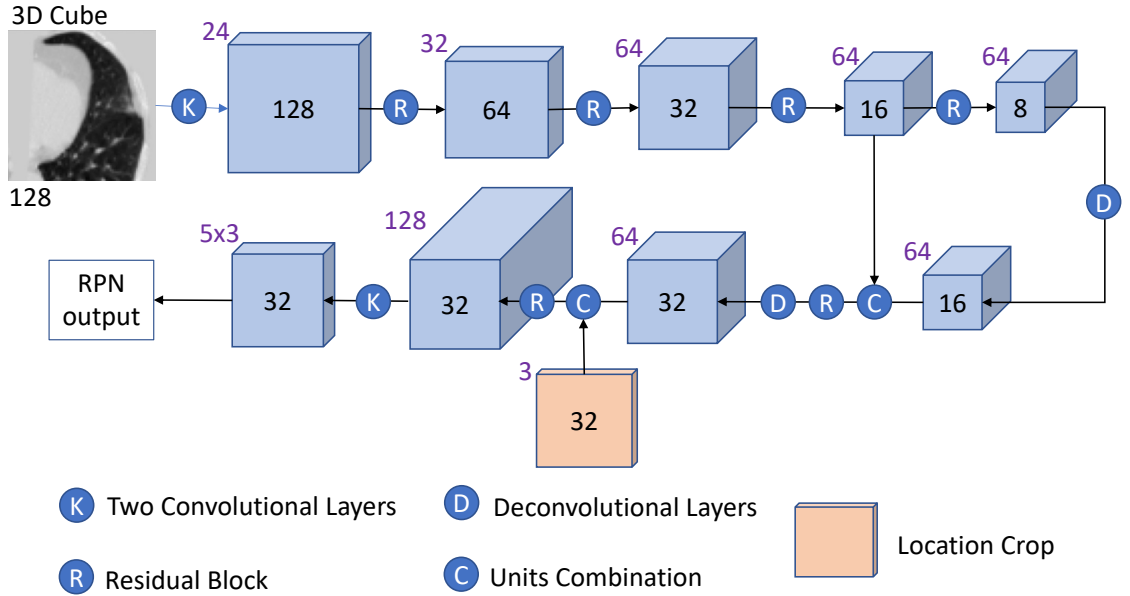 3D Cube
128
K
24
128
R
32
64
R
64
32
R
64
16
R
64
8
D
64
16
C
R
D
64
32
C
R
3
32
128
32
K
5x3
32
RPN
output
K
Two Convolutional Layers
D
Deconvolutional Layers
R
Residual Block
C
Units Combination
Location Crop